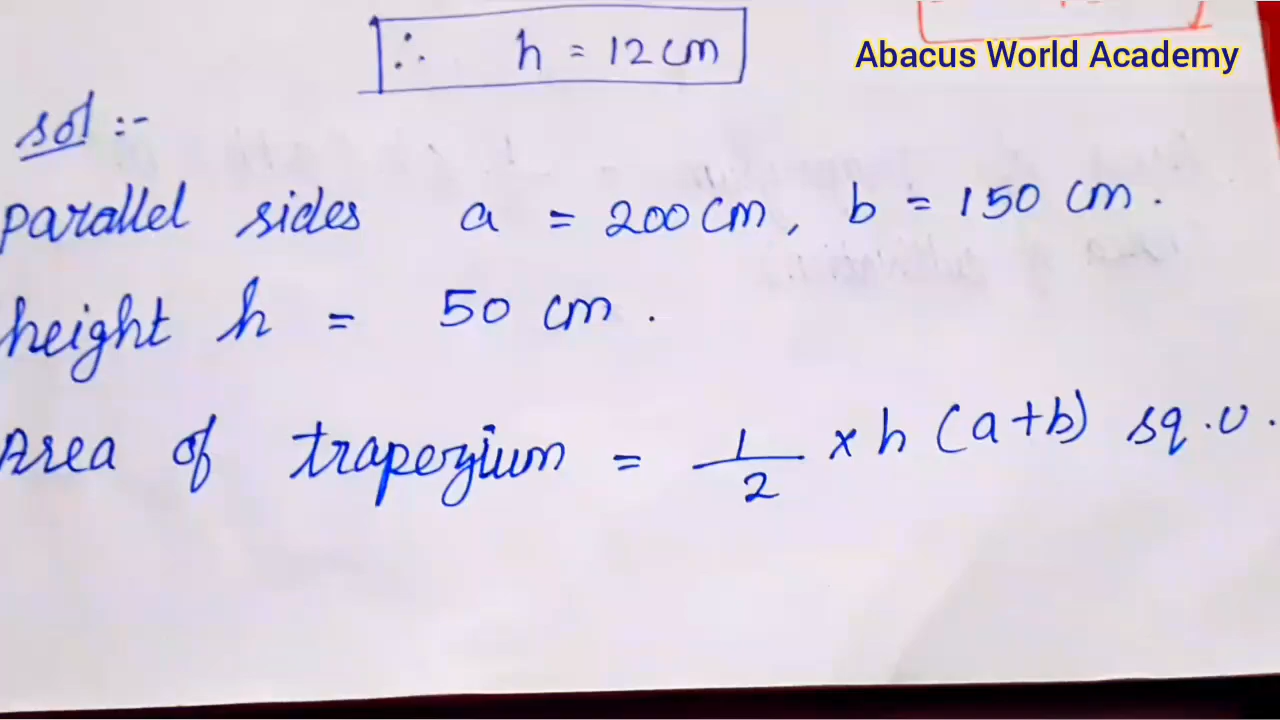 ∴ h = 12 cm
Abacus World Academy
Sol :-
parallel sides a = 200 cm, b = 150 cm.
height h = 50 cm.
Area of trapezium = 1/2 x h (a+b) sq.u.